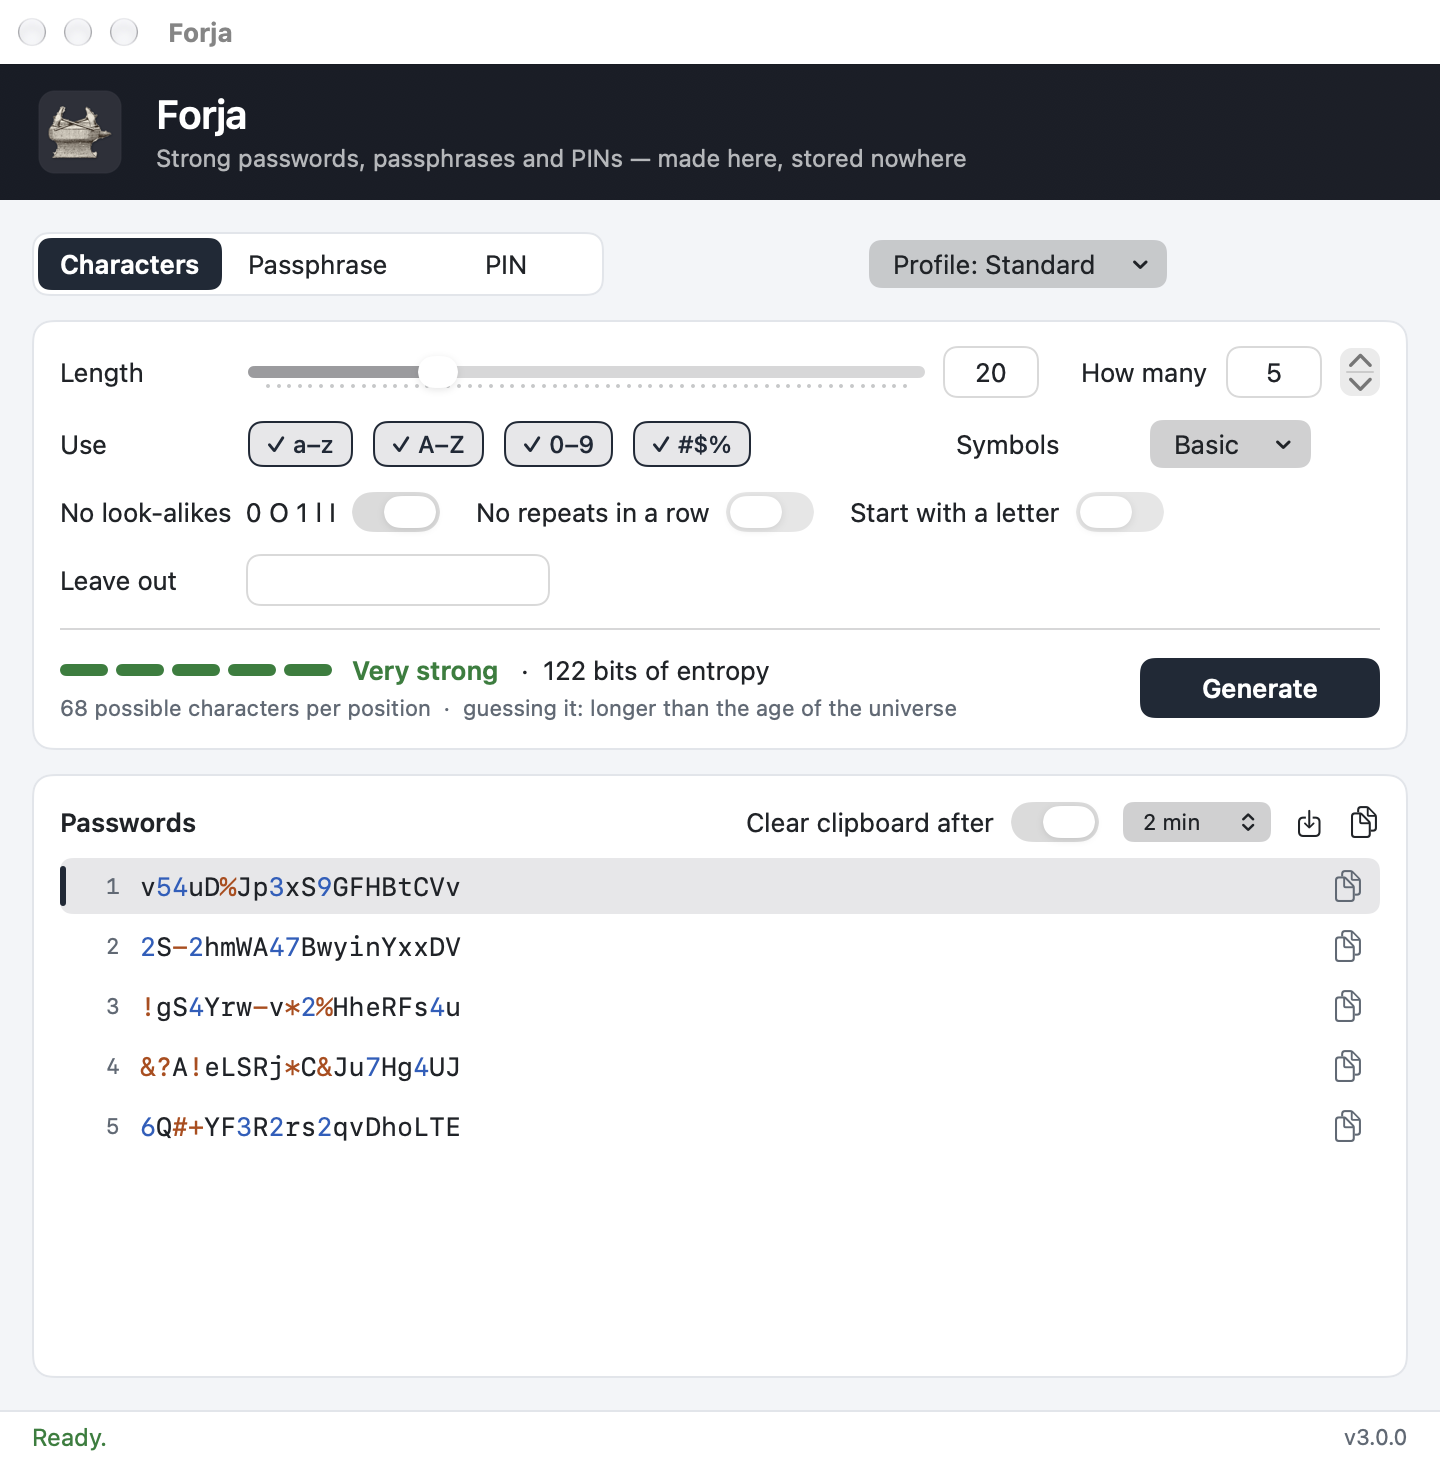 Forja
Forja
Strong passwords, passphrases and PINs — made here, stored nowhere
Characters Passphrase PIN Profile: Standard
Length 20 How many 5
Use ✓ a–z ✓ A–Z ✓ 0–9 ✓ #$% Symbols Basic
No look-alikes 0 O 1 l I No repeats in a row Start with a letter
Leave out
Very strong · 122 bits of entropy
68 possible characters per position · guessing it: longer than the age of the universe
Generate
Passwords Clear clipboard after 2 min
1 v54uD%Jp3xS9GFHBtCVv
2 2S–2hmWA47BwyinYxxDV
3 !gS4Yrw–v*2%HheRFs4u
4 &?A!eLSRj*C&Ju7Hg4UJ
5 6Q#+YF3R2rs2qvDhoLTE
Ready. v3.0.0